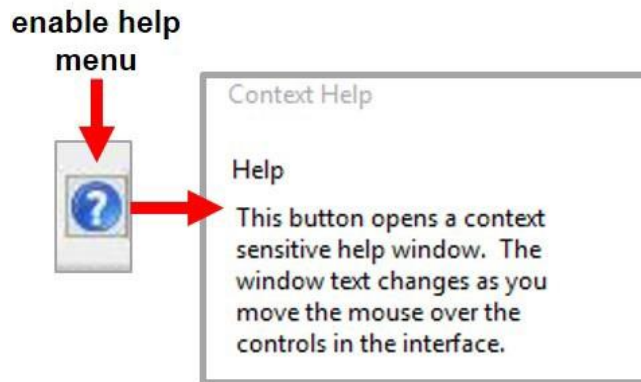 enable help
menu
Context Help
Help
?
This button opens a context
sensitive help window.  The
window text changes as you
move the mouse over the
controls in the interface.